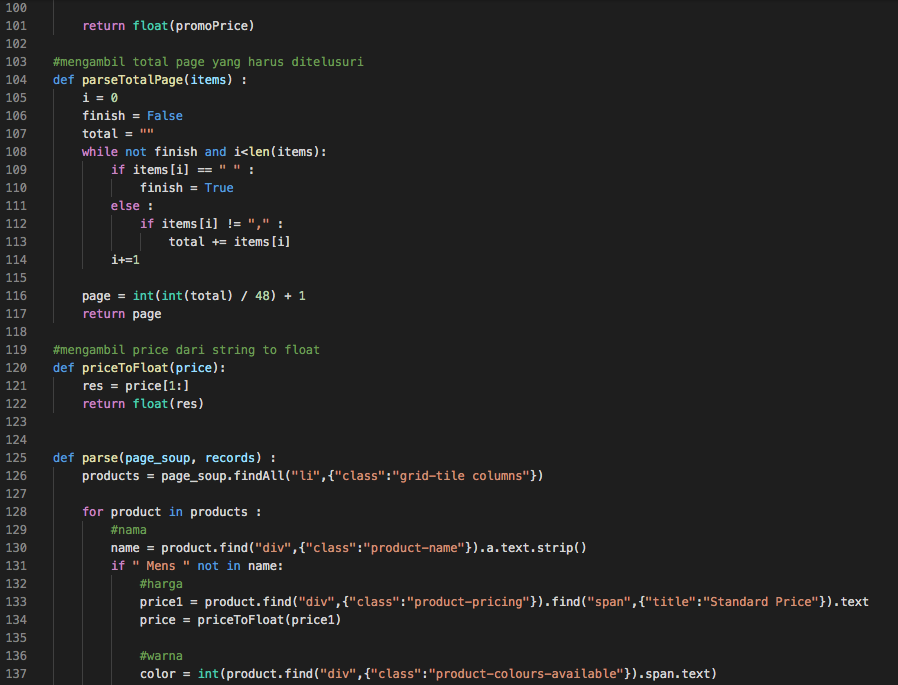 100
101 return float(promoPrice)
102
103 #mengambil total page yang harus ditelusuri
104 def parseTotalPage(items) :
105 i = 0
106 finish = False
107 total = ""
108 while not finish and i<len(items):
109 if items[i] == " " :
110 finish = True
111 else :
112 if items[i] != "," :
113 total += items[i]
114 i+=1
115
116 page = int(int(total) / 48) + 1
117 return page
118
119 #mengambil price dari string to float
120 def priceToFloat(price):
121 res = price[1:]
122 return float(res)
123
124
125 def parse(page_soup, records) :
126 products = page_soup.findAll("li",{"class":"grid-tile columns"})
127
128 for product in products :
129 #nama
130 name = product.find("div",{"class":"product-name"}).a.text.strip()
131 if " Mens " not in name:
132 #harga
133 price1 = product.find("div",{"class":"product-pricing"}).find("span",{"title":"Standard Price"}).text
134 price = priceToFloat(price1)
135
136 #warna
137 color = int(product.find("div",{"class":"product-colours-available"}).span.text)